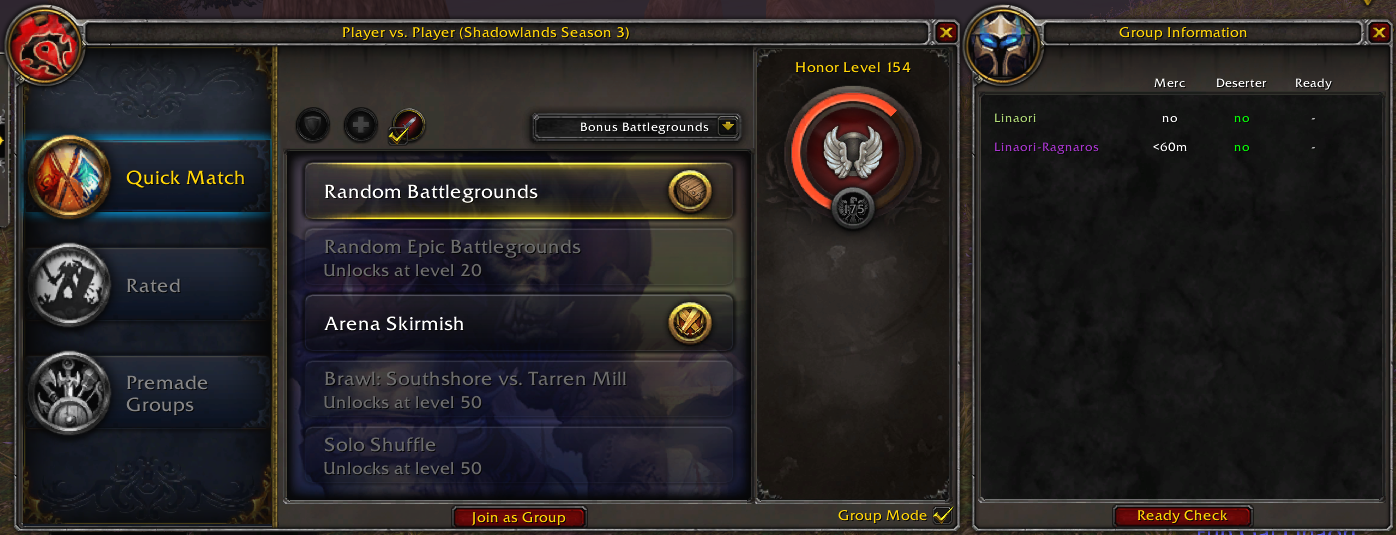 Player vs. Player (Shadowlands Season 3)
Quick Match
Rated
Premade
Groups
Bonus Battlegrounds
Random Battlegrounds
Random Epic Battlegrounds
Unlocks at level 20
Arena Skirmish
Brawl: Southshore vs. Tarren Mill
Unlocks at level 50
Solo Shuffle
Unlocks at level 50
Join as Group
Honor Level 154
175
Group Mode
Group Information
Merc Deserter Ready
Linaori no no -
Linaori-Ragnaros <60m no -
Ready Check